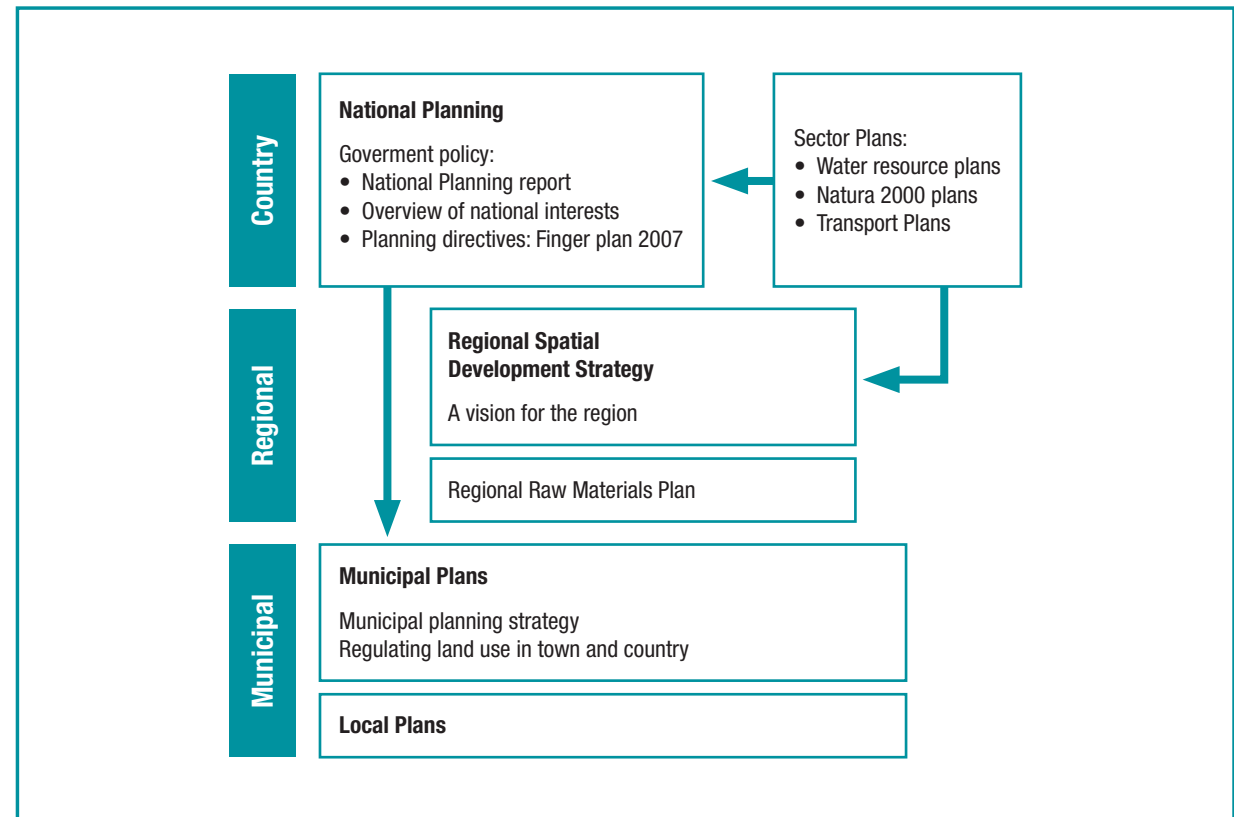 Country
National Planning
Goverment policy:
• National Planning report
• Overview of national interests
• Planning directives: Finger plan 2007
Sector Plans:
• Water resource plans
• Natura 2000 plans
• Transport Plans
Regional
Regional Spatial
Development Strategy
A vision for the region
Regional Raw Materials Plan
Municipal
Municipal Plans
Municipal planning strategy
Regulating land use in town and country
Local Plans